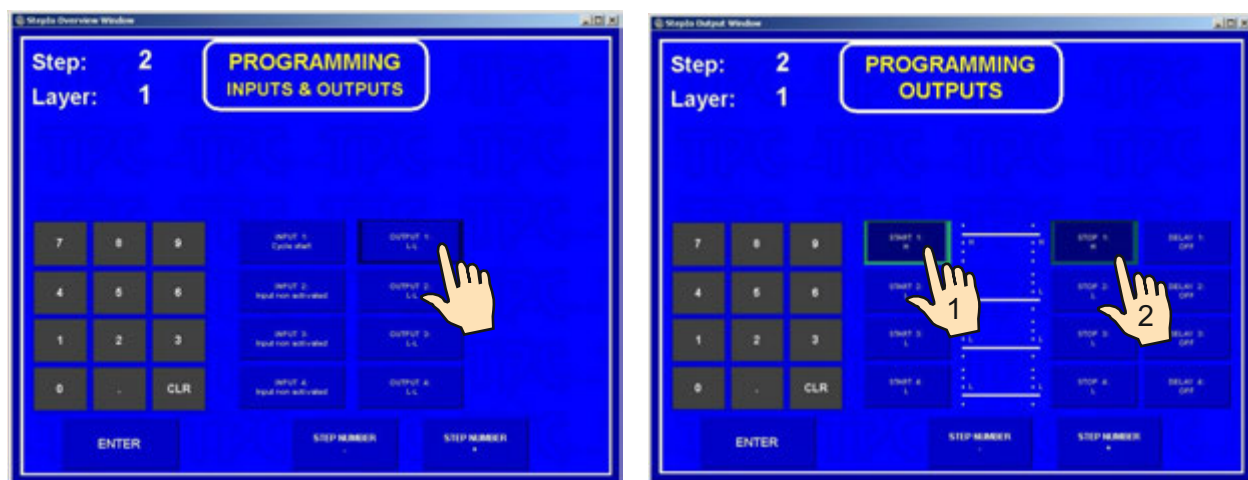 Stepla Overview Window
Step: 2
Layer: 1
PROGRAMMING
INPUTS & OUTPUTS
7 8 9
4 5 6
1 2 3
0 . CLR
ENTER
INPUT 1:
Cycle start
INPUT 2:
Input non activated
INPUT 3:
Input non activated
INPUT 4:
Input non activated
OUTPUT 1:
L-L
OUTPUT 2:
L-L
OUTPUT 3:
L-L
OUTPUT 4:
L-L
STEP NUMBER
-
STEP NUMBER
+
Stepla Output Window
Step: 2
Layer: 1
PROGRAMMING
OUTPUTS
7 8 9
4 5 6
1 2 3
0 . CLR
ENTER
START 1:
H
START 2:
START 3:
L
START 4:
L
H H
L
L L
L L
STOP 1:
H
STOP 2:
L
STOP 3:
L
STOP 4:
L
DELAY 1:
OFF
DELAY 2:
OFF
DELAY 3:
OFF
DELAY 4:
OFF
1
2
STEP NUMBER
-
STEP NUMBER
+